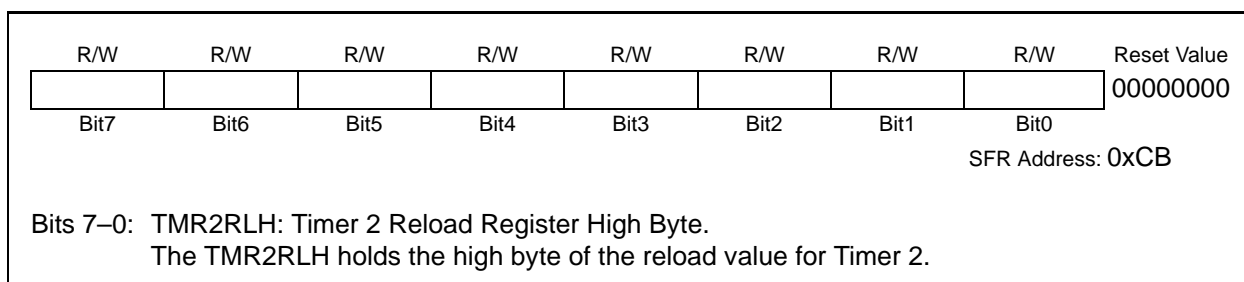 R/W R/W R/W R/W R/W R/W R/W R/W Reset Value
00000000
Bit7 Bit6 Bit5 Bit4 Bit3 Bit2 Bit1 Bit0
SFR Address: 0xCB
Bits 7–0: TMR2RLH: Timer 2 Reload Register High Byte.
The TMR2RLH holds the high byte of the reload value for Timer 2.